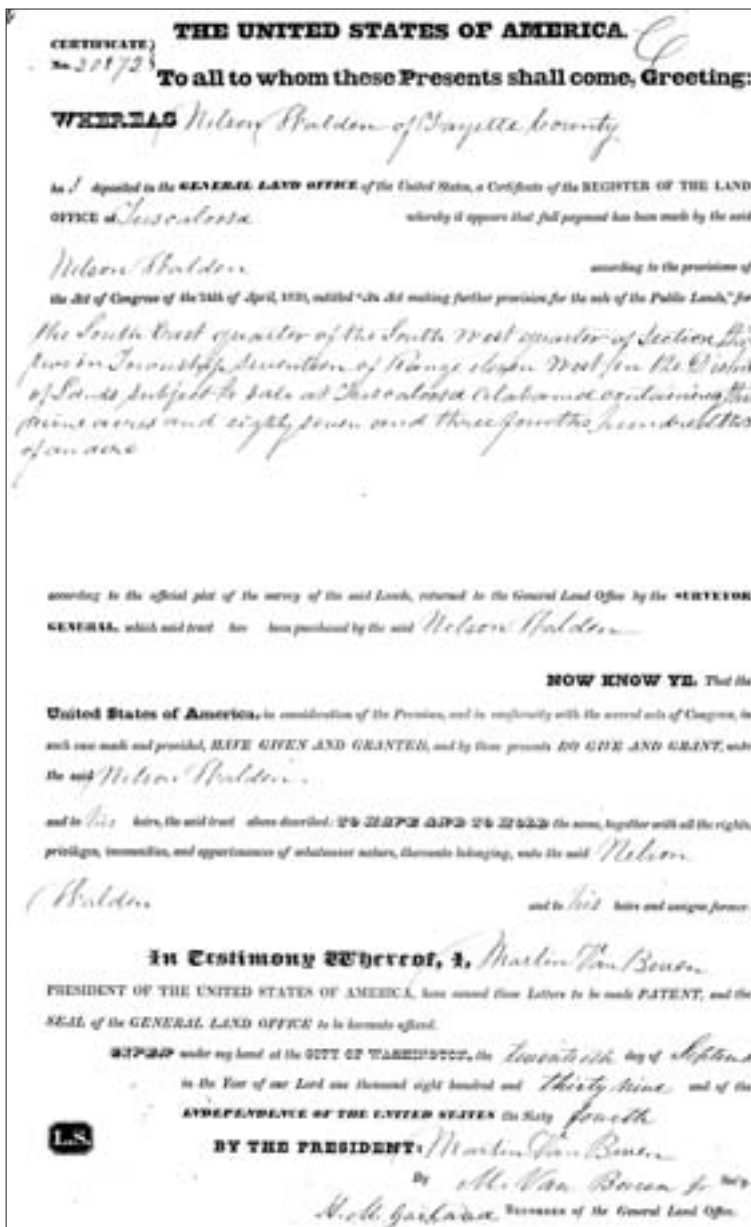 THE UNITED STATES OF AMERICA.
CERTIFICATE
No. 20872
To all to whom these Presents shall come, Greeting:
WHEREAS Nelson Walden of Fayette County
ha s deposited in the GENERAL LAND OFFICE of the United States, a Certificate of the REGISTER OF THE LAND
OFFICE at Tuscaloosa whereby it appears that full payment has been made by the said
Nelson Walden according to the provisions of
the Act of Congress of the 24th of April, 1820, entitled "An Act making further provision for the sale of the Public Lands," for
the South East quarter of the South West quarter of Section
two in Township seventeen of Range eleven West in the
of Lands subject to sale at Tuscaloosa Alabama containing
nine acres and eighty seven and three fourths hundredths
of an acre
according to the official plat of the survey of the said Lands, returned to the General Land Office by the SURVEYOR
GENERAL, which said tract has been purchased by the said Nelson Walden
NOW KNOW YE, That the
United States of America, in consideration of the Premises, and in conformity with the several acts of Congress, in
such case made and provided, HAVE GIVEN AND GRANTED, and by these presents DO GIVE AND GRANT, unto
the said Nelson Walden
and to his heirs, the said tract above described: TO HAVE AND TO HOLD the same, together with all the rights,
privileges, immunities, and appurtenances of whatsoever nature, thereunto belonging, unto the said Nelson
Walden and to his heirs and assigns forever.
In Testimony Whereof, I, Martin Van Buren
PRESIDENT OF THE UNITED STATES OF AMERICA, have caused these Letters to be made PATENT, and the
SEAL of the GENERAL LAND OFFICE to be hereunto affixed.
GIVEN under my hand at the CITY OF WASHINGTON, the twentieth day of
in the Year of our Lord one thousand eight hundred and thirty nine and of the
INDEPENDENCE OF THE UNITED STATES the Sixty fourth
L.S.
BY THE PRESIDENT: Martin Van Buren
By M. Van Buren Jr Sec'y.
H. M. Garland RECORDER of the General Land Office.